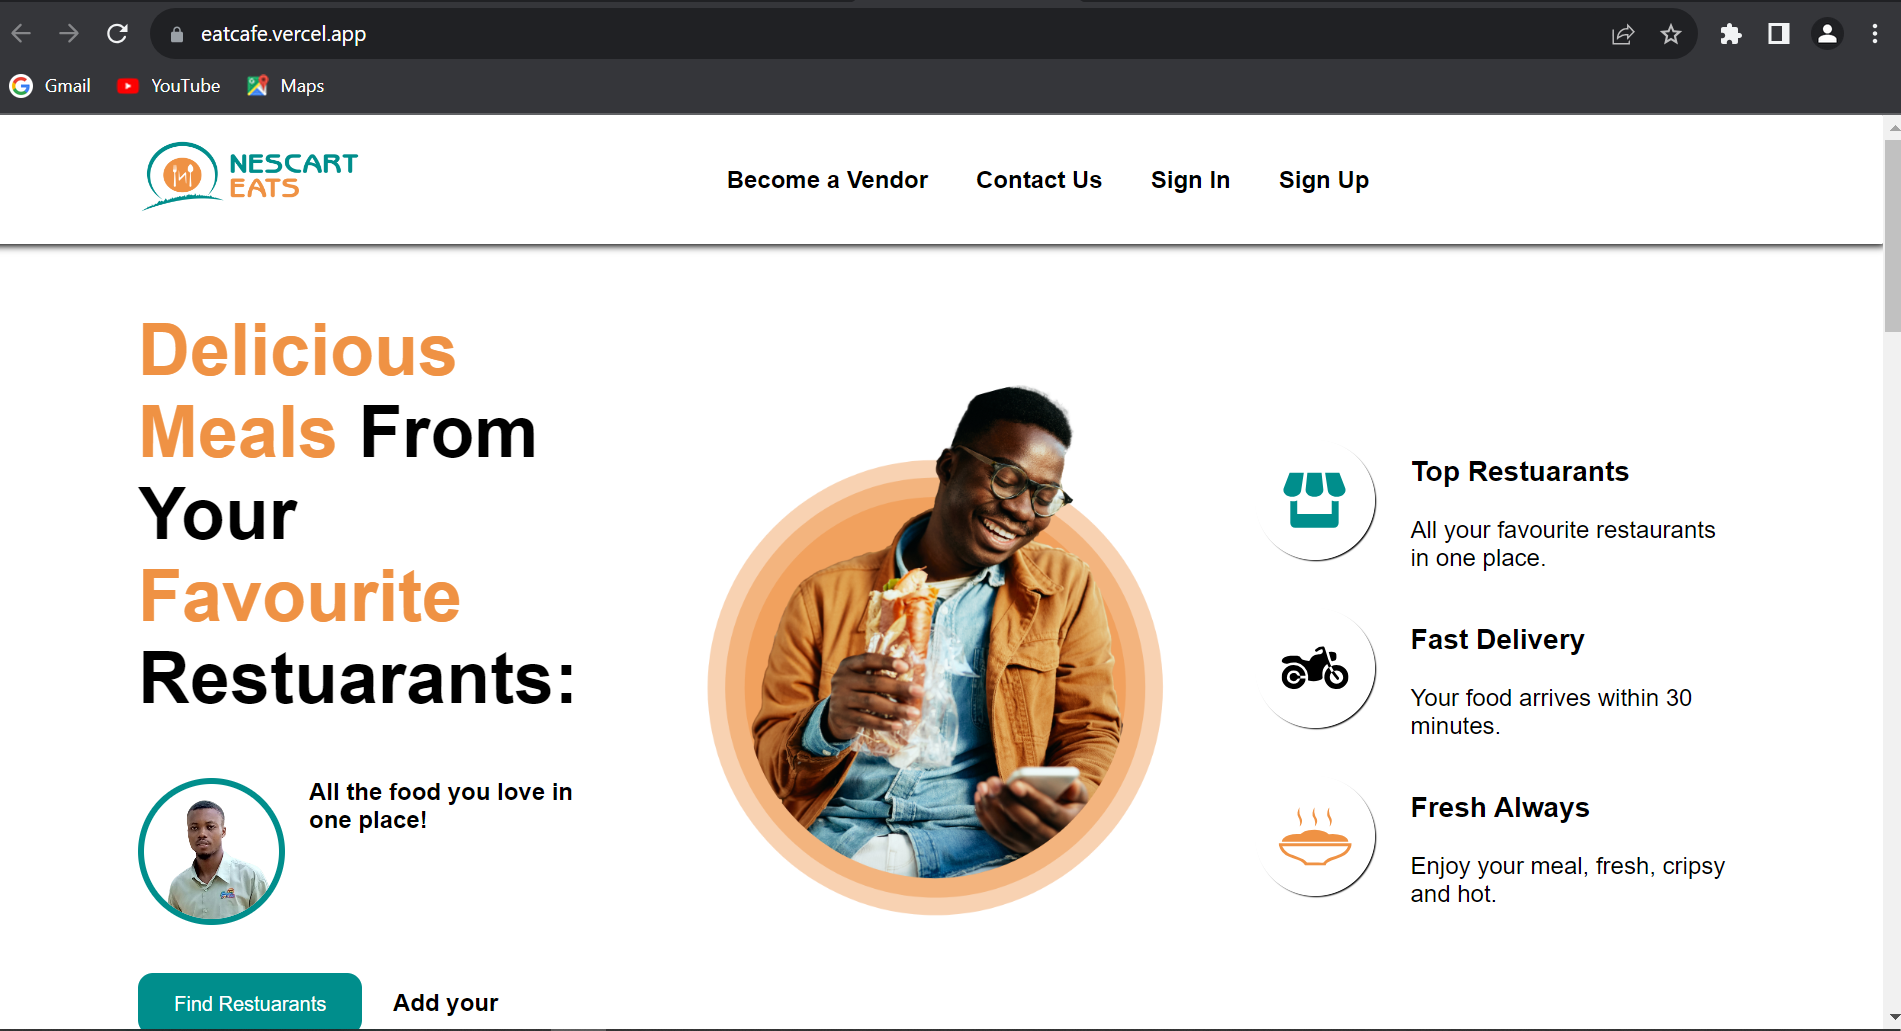 eatcafe.vercel.app
Gmail
YouTube
Maps
NESCART
EATS
Become a Vendor
Contact Us
Sign In
Sign Up
Delicious
Meals From
Your
Favourite
Restuarants:
All the food you love in
one place!
Find Restuarants
Add your
Top Restuarants
All your favourite restaurants
in one place.
Fast Delivery
Your food arrives within 30
minutes.
Fresh Always
Enjoy your meal, fresh, cripsy
and hot.